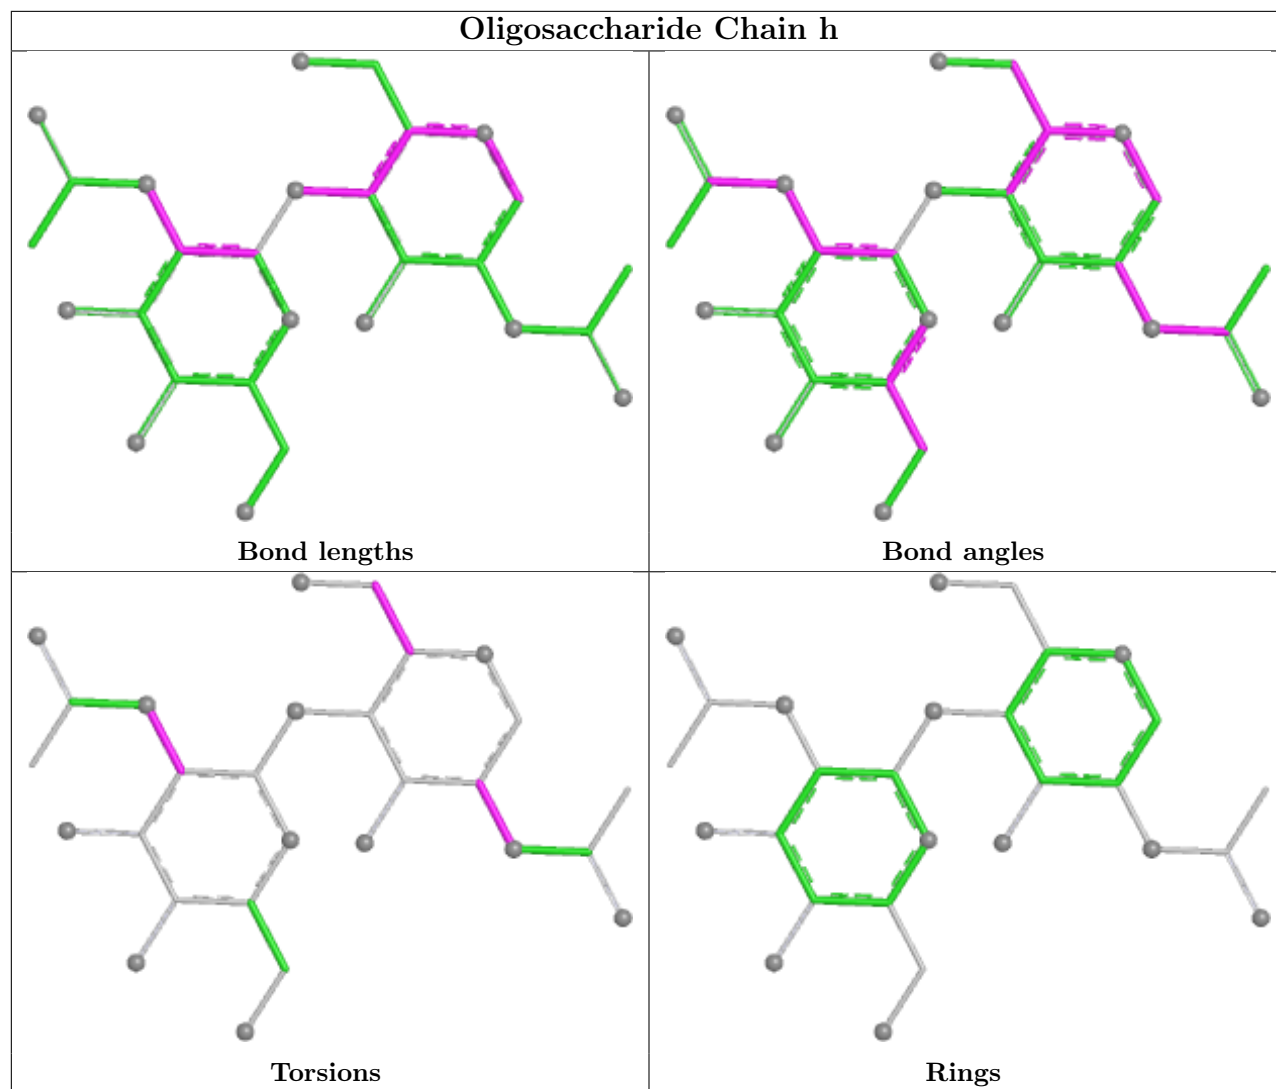 Oligosaccharide Chain h
Bond lengths
Bond angles
Torsions
Rings